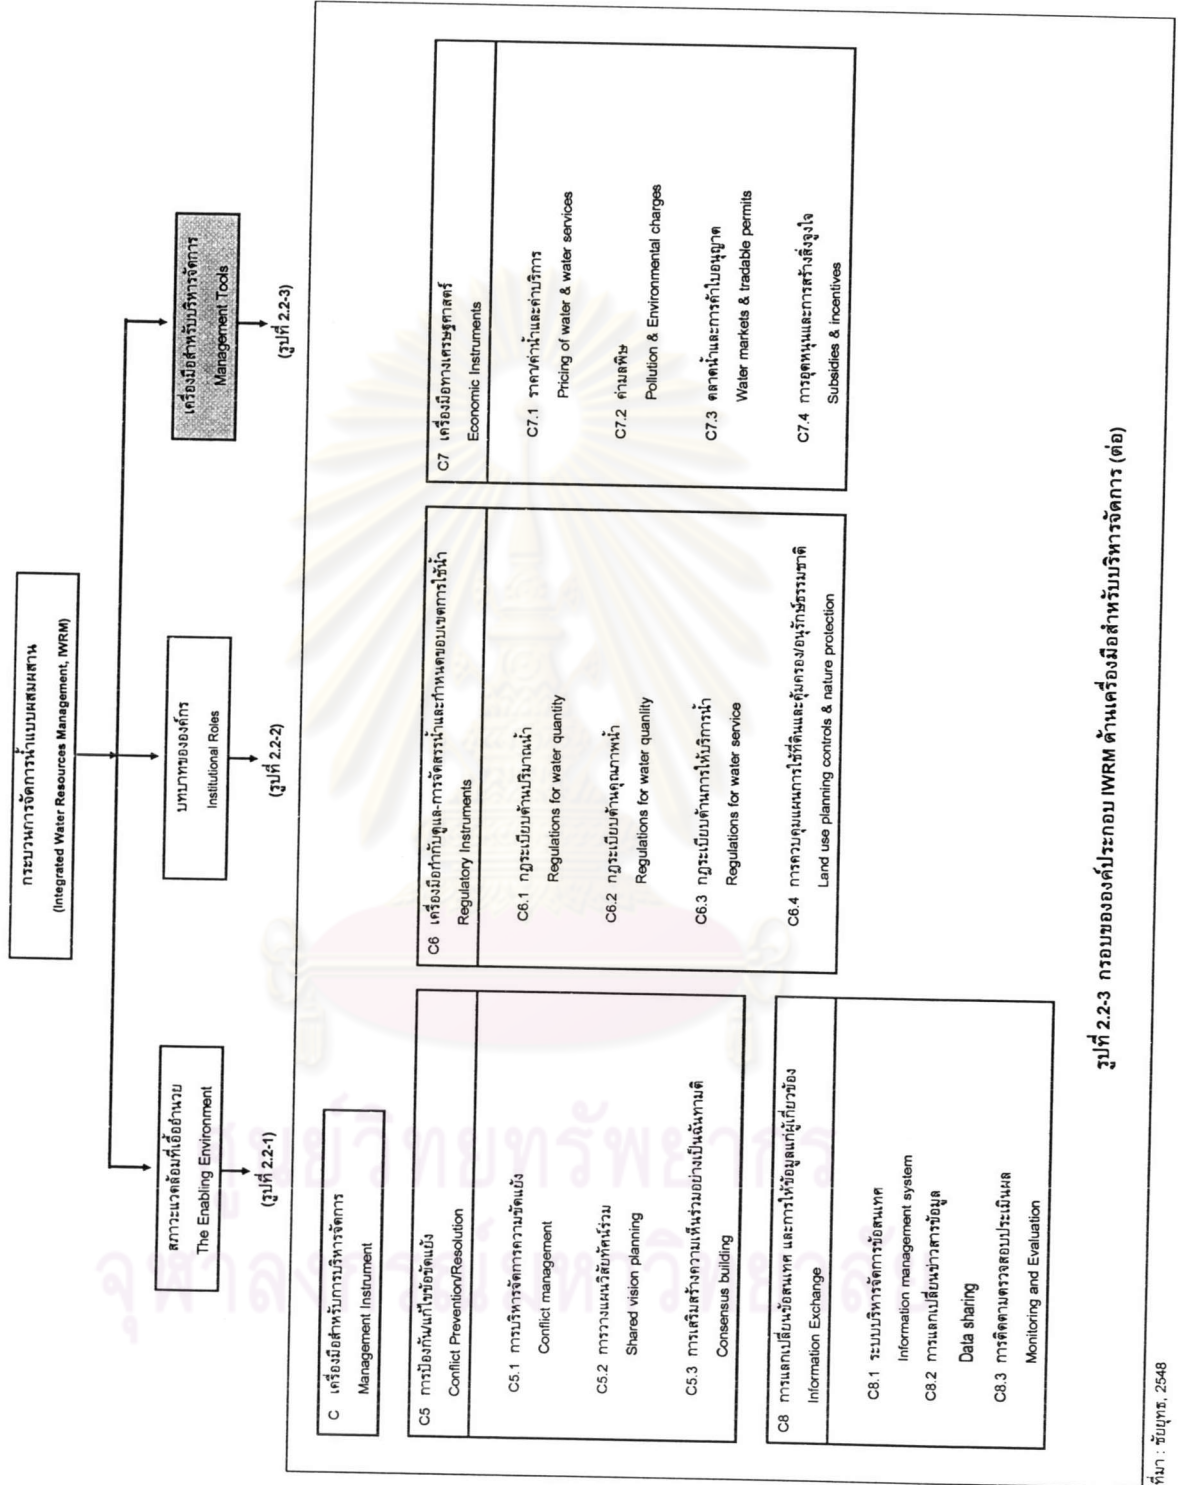 กระบวนการจัดการน้ำแบบผสมผสาน
(Integrated Water Resources Management, IWRM)
สภาวะแวดล้อมที่เอื้ออำนวย
The Enabling Environment
(รูปที่ 2.2-1)
บทบาทขององค์กร
Institutional Roles
(รูปที่ 2.2-2)
เครื่องมือสำหรับบริหารจัดการ
Management Tools
(รูปที่ 2.2-3)
C เครื่องมือสำหรับการบริหารจัดการ
Management Instrument
C5 การป้องกัน/แก้ไขข้อขัดแย้ง
Conflict Prevention/Resolution
C5.1 การบริหารจัดการความขัดแย้ง
Conflict management
C5.2 การวางแผนวิสัยทัศน์ร่วม
Shared vision planning
C5.3 การเสริมสร้างความเห็นร่วมอย่างเป็นฉันทามติ
Consensus building
C6 เครื่องมือกำกับดูแล-การจัดสรรน้ำและกำหนดขอบเขตการใช้น้ำ
Regulatory Instruments
C6.1 กฎระเบียบด้านปริมาณน้ำ
Regulations for water quantity
C6.2 กฎระเบียบด้านคุณภาพน้ำ
Regulations for water quanlity
C6.3 กฎระเบียบด้านการให้บริการน้ำ
Regulations for water service
C6.4 การควบคุมแผนการใช้ที่ดินและคุ้มครอง/อนุรักษ์ธรรมชาติ
Land use planning controls & nature protection
C7 เครื่องมือทางเศรษฐศาสตร์
Economic Instruments
C7.1 ราคา/ค่าน้ำและค่าบริการ
Pricing of water & water services
C7.2 ค่ามลพิษ
Pollution & Environmental charges
C7.3 ตลาดน้ำและการค้าใบอนุญาต
Water markets & tradable permits
C7.4 การอุดหนุนและการสร้างสิ่งจูงใจ
Subsidies & incentives
C8 การแลกเปลี่ยนข้อสนเทศ และการให้ข้อมูลแก่ผู้เกี่ยวข้อง
Information Exchange
C8.1 ระบบบริหารจัดการข้อสนเทศ
Information management system
C8.2 การแลกเปลี่ยนข่าวสารข้อมูล
Data sharing
C8.3 การติดตามตรวจสอบประเมินผล
Monitoring and Evaluation
รูปที่ 2.2-3 กรอบขององค์ประกอบ IWRM ด้านเครื่องมือสำหรับบริหารจัดการ (ต่อ)
ที่มา : ชัยยุทธ, 2548
ศูนย์วิทยทรัพยากร
จุฬาลงกรณ์มหาวิทยาลัย